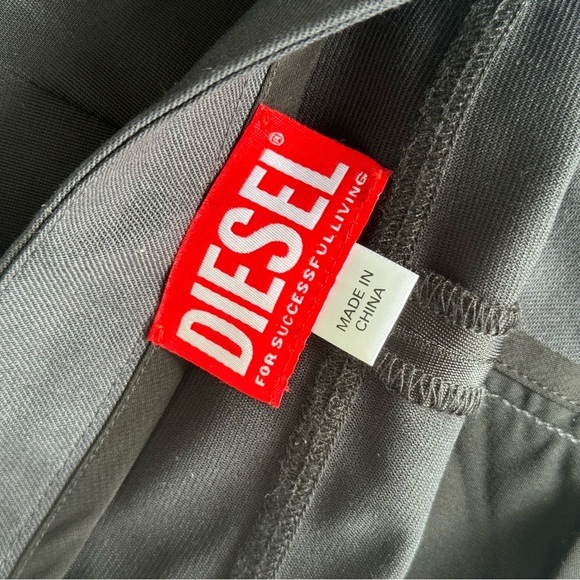 DIESEL®
FOR SUCCESSFUL LIVING
MADE IN
CHINA